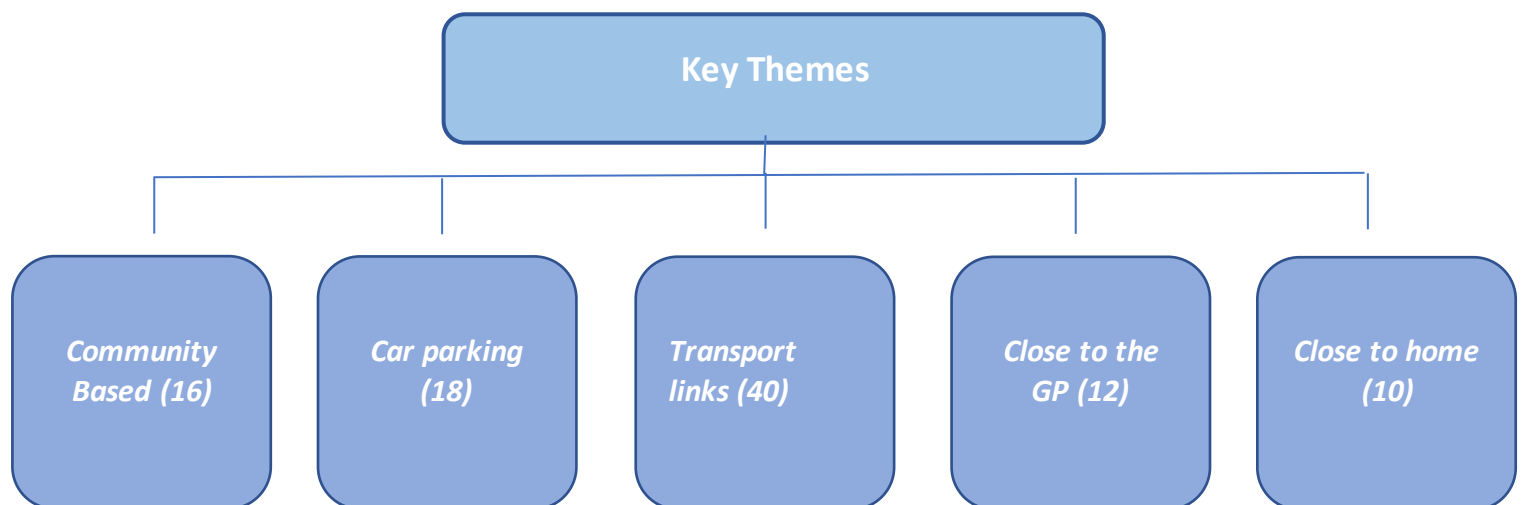 Key Themes
Community
Based (16)
Car parking
(18)
Transport
links (40)
Close to the
GP (12)
Close to home
(10)